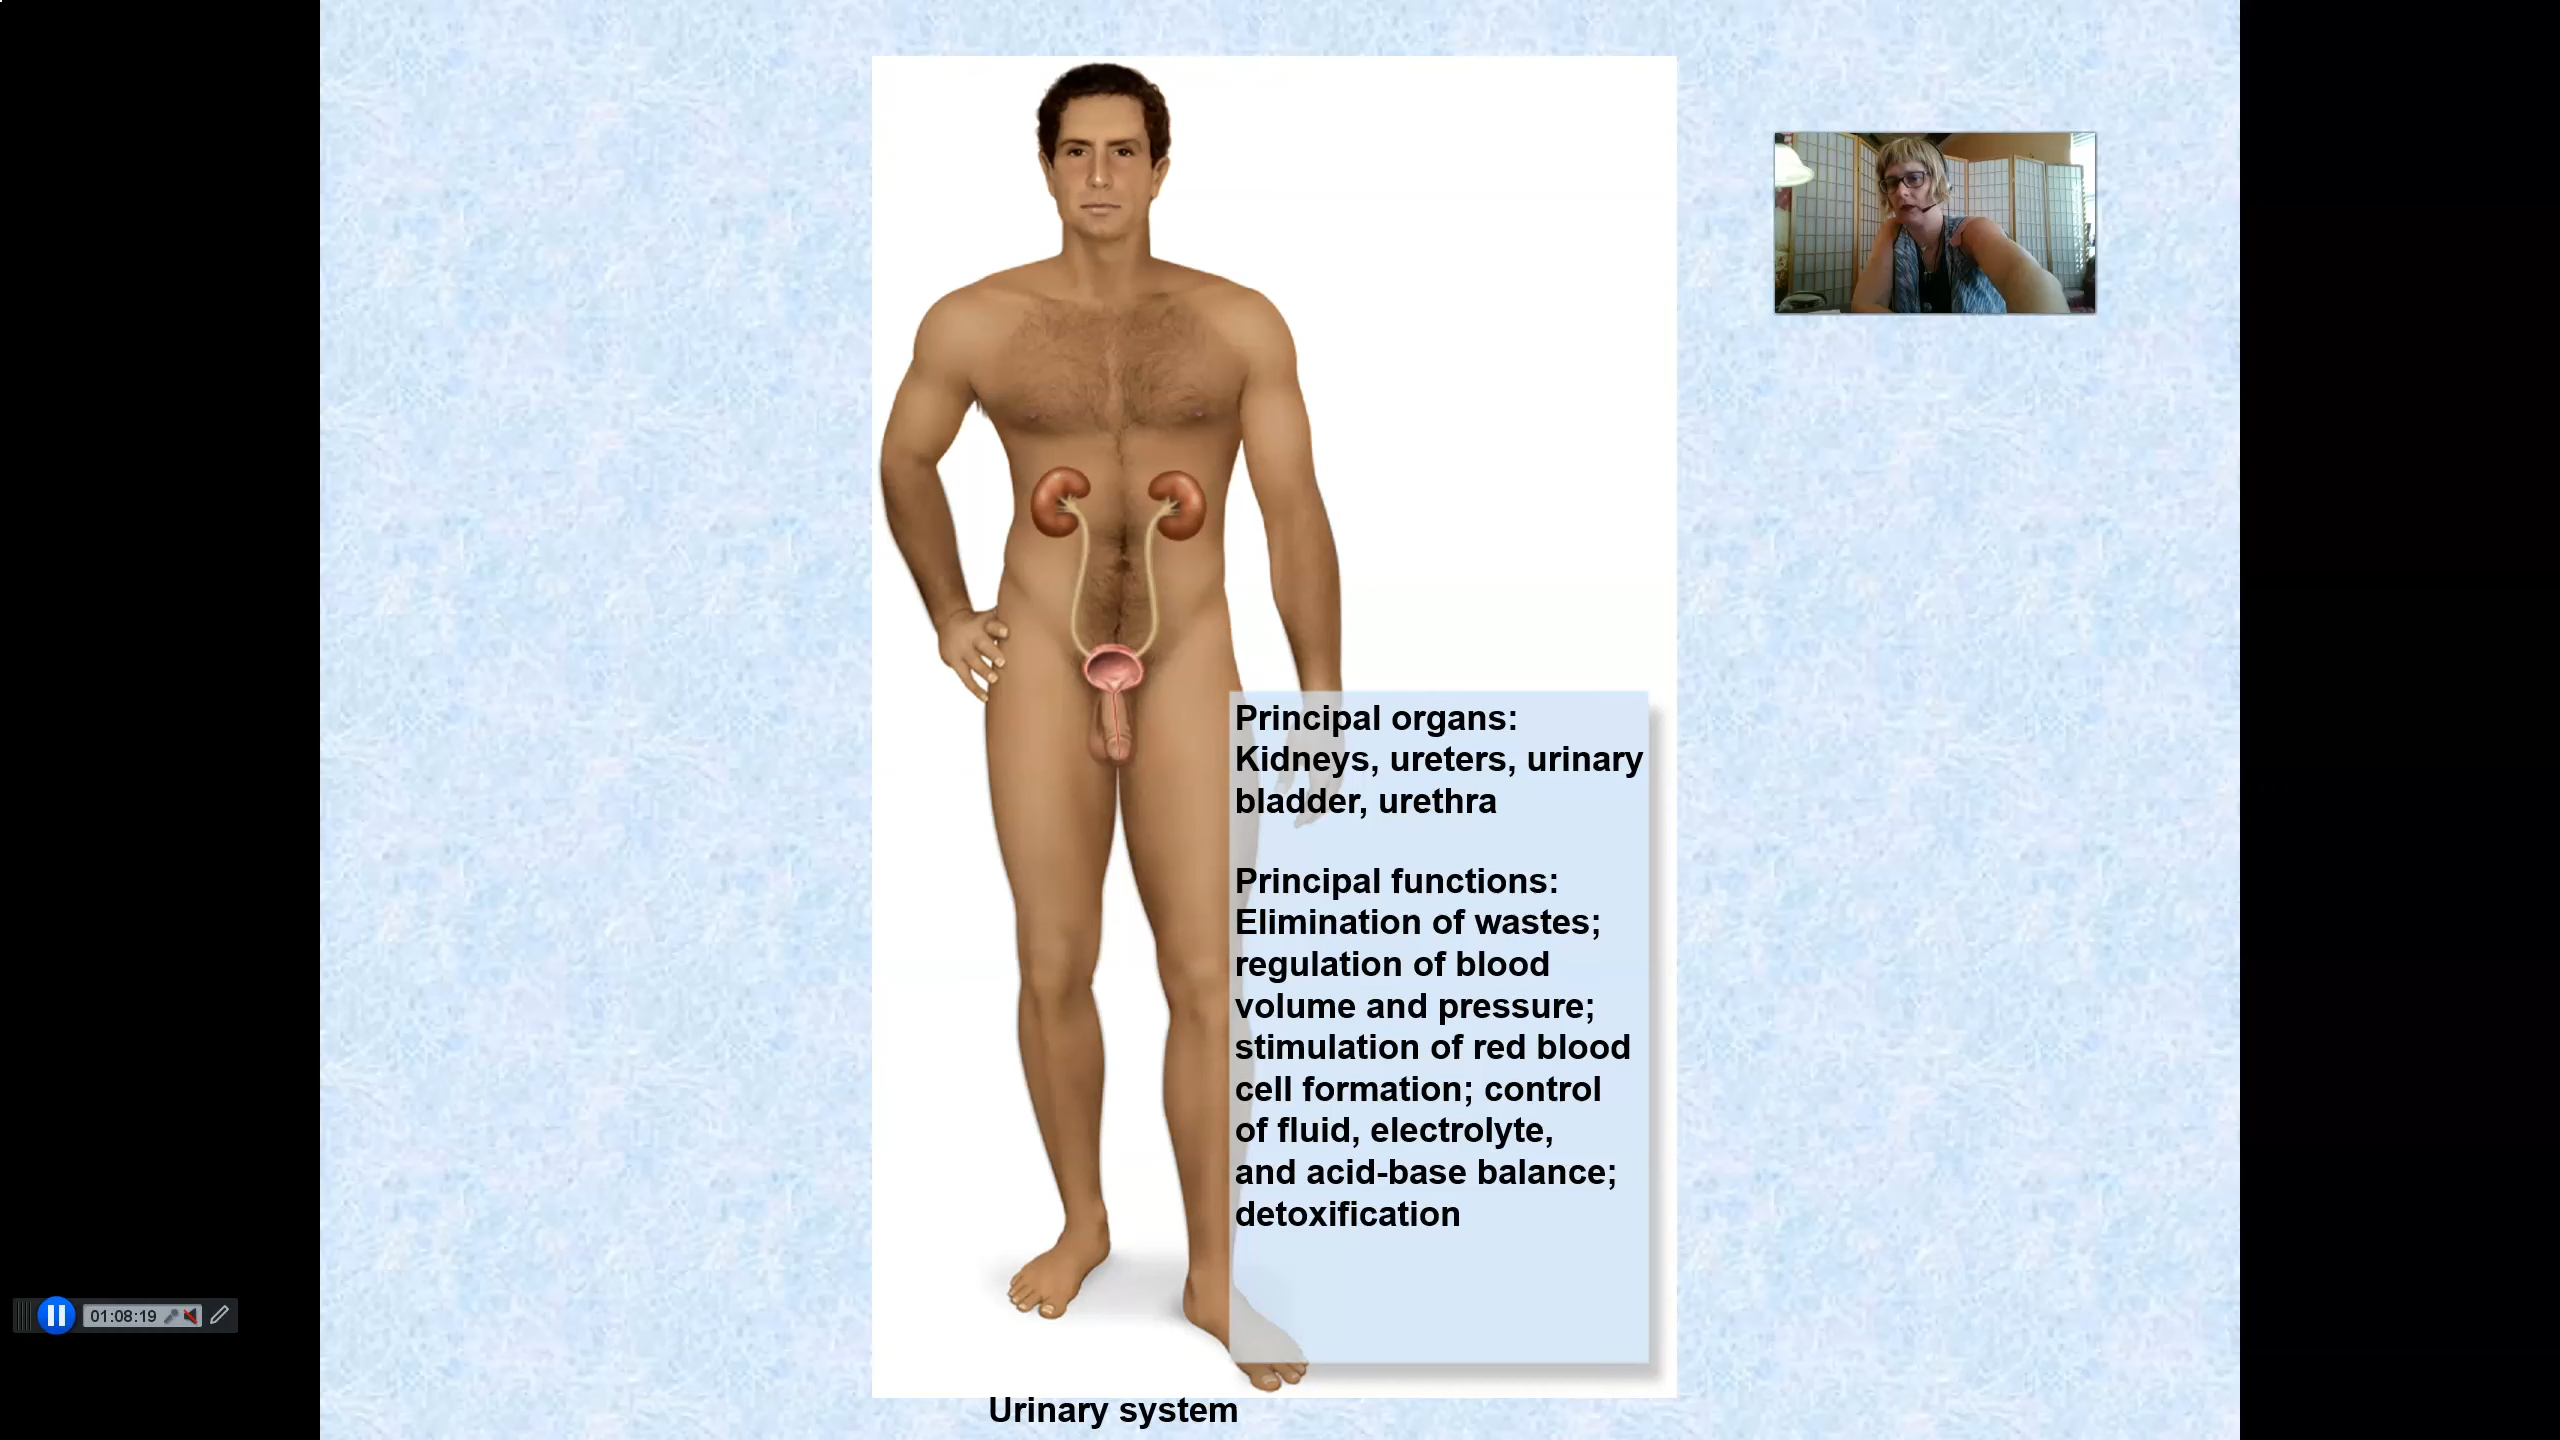 Principal organs:
Kidneys, ureters, urinary
bladder, urethra
Principal functions:
Elimination of wastes;
regulation of blood
volume and pressure;
stimulation of red blood
cell formation; control
of fluid, electrolyte,
and acid-base balance;
detoxification
Urinary system
01:08:19